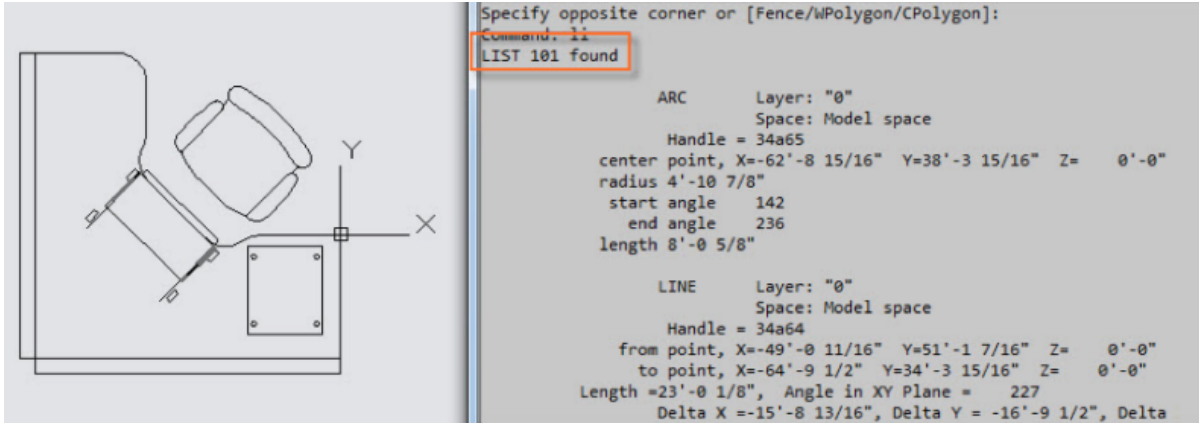 Specify opposite corner or [Fence/WPolygon/CPolygon]:
Command: li
LIST 101 found
ARC Layer: "0"
Space: Model space
Handle = 34a65
center point, X=-62'-8 15/16" Y=38'-3 15/16" Z= 0'-0"
radius 4'-10 7/8"
start angle 142
end angle 236
length 8'-0 5/8"
LINE Layer: "0"
Space: Model space
Handle = 34a64
from point, X=-49'-0 11/16" Y=51'-1 7/16" Z= 0'-0"
to point, X=-64'-9 1/2" Y=34'-3 15/16" Z= 0'-0"
Length =23'-0 1/8", Angle in XY Plane = 227
Delta X =-15'-8 13/16", Delta Y = -16'-9 1/2", Delta
Y
X